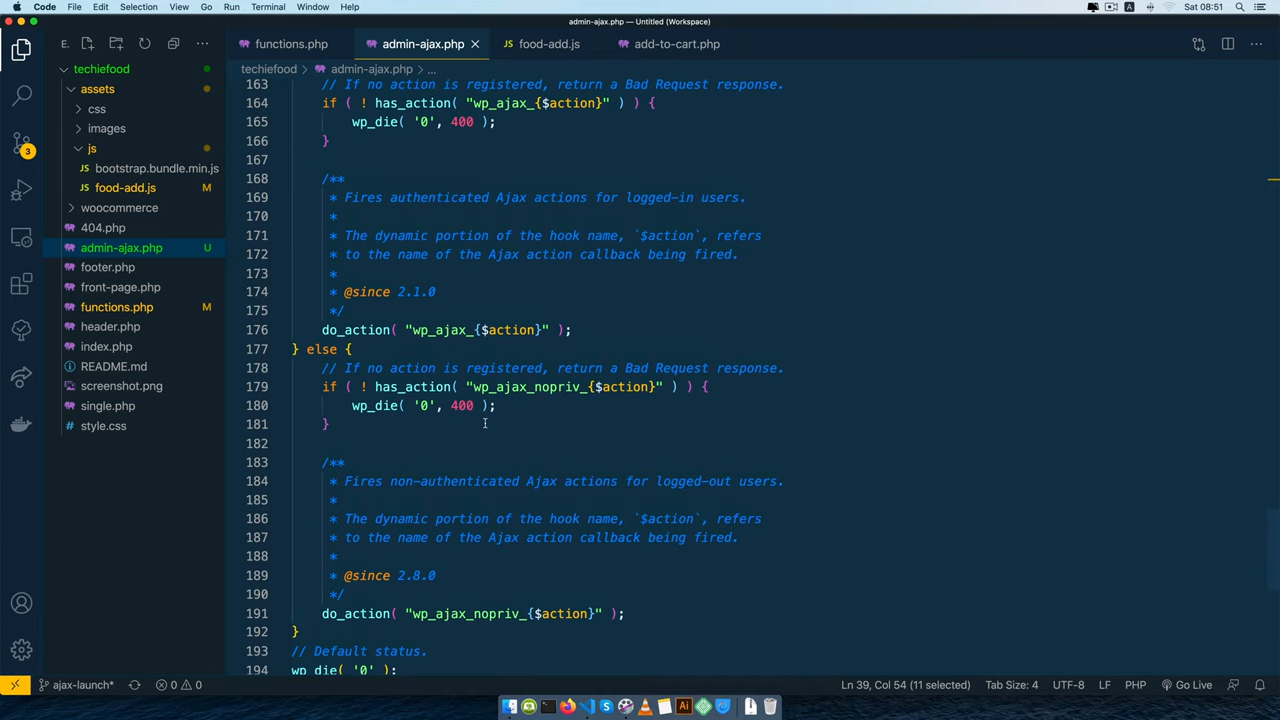 Code File Edit Selection View Go Run Terminal Window Help
A Sat 08:51
admin-ajax.php — Untitled (Workspace)
E.
functions.php
admin-ajax.php
food-add.js
add-to-cart.php
techiefood
techiefood › admin-ajax.php › ...
assets
css
images
js
JS bootstrap.bundle.min.js
JS food-add.js M
woocommerce
404.php
admin-ajax.php U
footer.php
front-page.php
functions.php M
header.php
index.php
README.md
screenshot.png
single.php
style.css
3
163 // If no action is registered, return a Bad Request response.
164 if ( ! has_action( "wp_ajax_{$action}" ) ) {
165 wp_die( '0', 400 );
166 }
167
168 /**
169 * Fires authenticated Ajax actions for logged-in users.
170 *
171 * The dynamic portion of the hook name, `$action`, refers
172 * to the name of the Ajax action callback being fired.
173 *
174 * @since 2.1.0
175 */
176 do_action( "wp_ajax_{$action}" );
177 } else {
178 // If no action is registered, return a Bad Request response.
179 if ( ! has_action( "wp_ajax_nopriv_{$action}" ) ) {
180 wp_die( '0', 400 );
181 }
182
183 /**
184 * Fires non-authenticated Ajax actions for logged-out users.
185 *
186 * The dynamic portion of the hook name, `$action`, refers
187 * to the name of the Ajax action callback being fired.
188 *
189 * @since 2.8.0
190 */
191 do_action( "wp_ajax_nopriv_{$action}" );
192 }
193 // Default status.
194 wp_die( '0' );
ajax-launch* 0 0 Ln 39, Col 54 (11 selected) Tab Size: 4 UTF-8 LF PHP Go Live
Ai